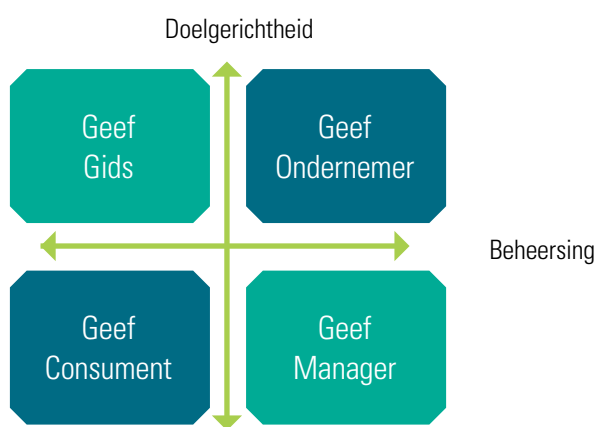 Doelgerichtheid
Geef
Gids
Geef
Ondernemer
Beheersing
Geef
Consument
Geef
Manager